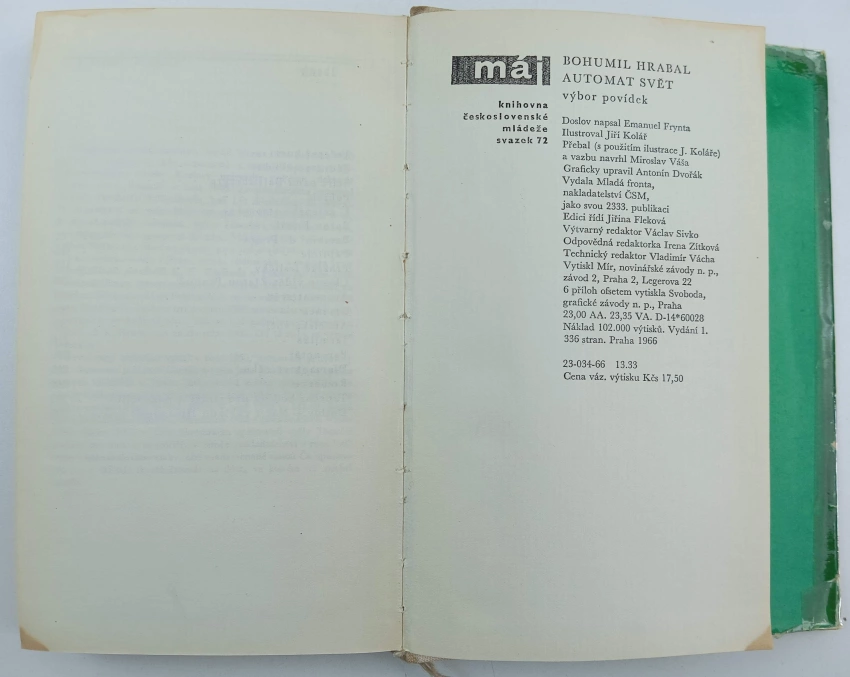 máj
knihovna
československé
mládeže
svazek 72
BOHUMIL HRABAL
AUTOMAT SVĚT
výbor povídek
Doslov napsal Emanuel Frynta
Ilustroval Jiří Kolář
Přebal (s použitím ilustrace J. Koláře)
a vazbu navrhl Miroslav Váša
Graficky upravil Antonín Dvořák
Vydala Mladá fronta,
nakladatelství ČSM,
jako svou 2333. publikaci
Edici řídí Jiřina Fleková
Výtvarný redaktor Václav Sivko
Odpovědná redaktorka Irena Zítková
Technický redaktor Vladimír Vácha
Vytiskl Mír, novinářské závody n. p.,
závod 2, Praha 2, Legerova 22
6 příloh ofsetem vytiskla Svoboda,
grafické závody n. p., Praha
23,00 AA. 23,35 VA. D-14*60028
Náklad 102.000 výtisků. Vydání 1.
336 stran. Praha 1966
23-034-66 13.33
Cena váz. výtisku Kčs 17,50